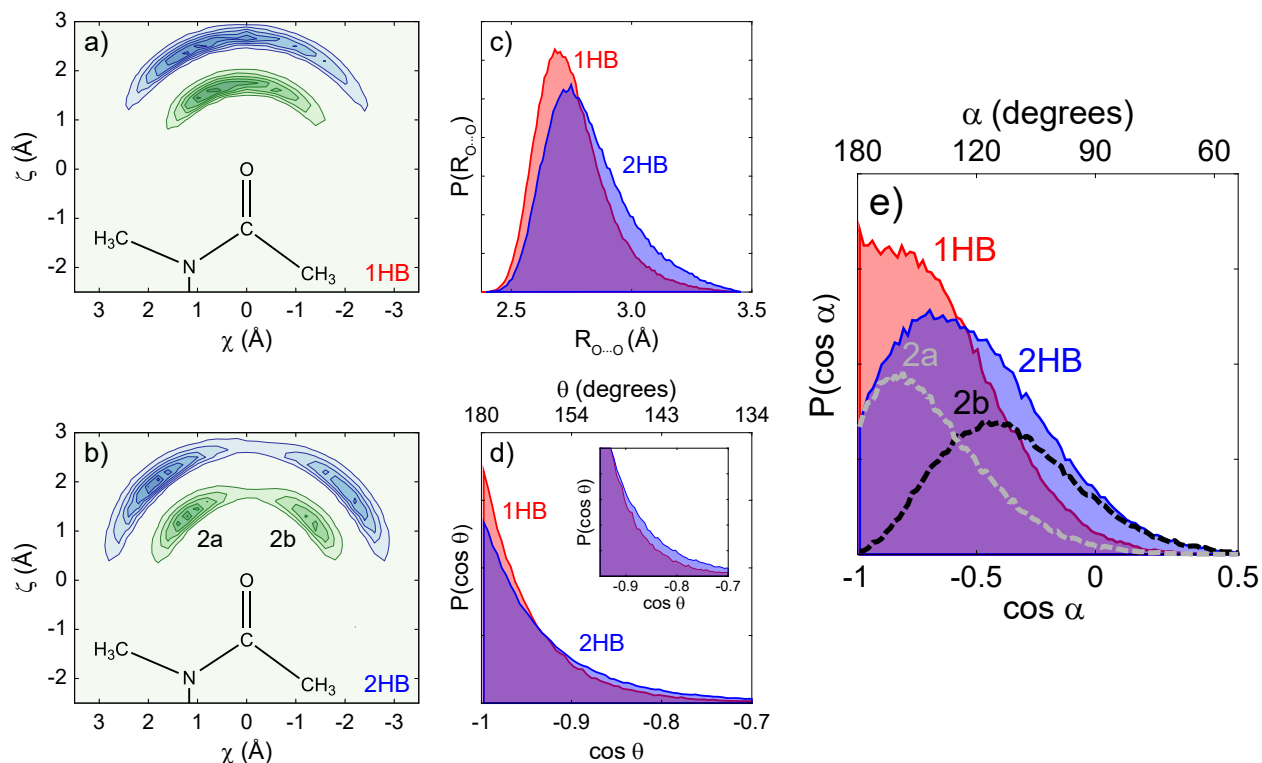 a)
3
2
1
0
-1
-2
ζ (Å)
O
C
H₃C
N
CH₃
1HB
3 2 1 0 -1 -2 -3
χ (Å)
b)
3
2
1
0
-1
-2
ζ (Å)
2a 2b
O
C
H₃C
N
CH₃
2HB
3 2 1 0 -1 -2 -3
χ (Å)
c)
1HB
2HB
P(R_O...O)
2.5 3.0 3.5
R_O...O (Å)
θ (degrees)
180 154 143 134
d)
1HB
2HB
P(cos θ)
P(cos θ)
-0.9 -0.8 -0.7
cos θ
-1 -0.9 -0.8 -0.7
cos θ
α (degrees)
180 120 90 60
e)
1HB
2HB
2a
2b
P(cos α)
-1 -0.5 0 0.5
cos α